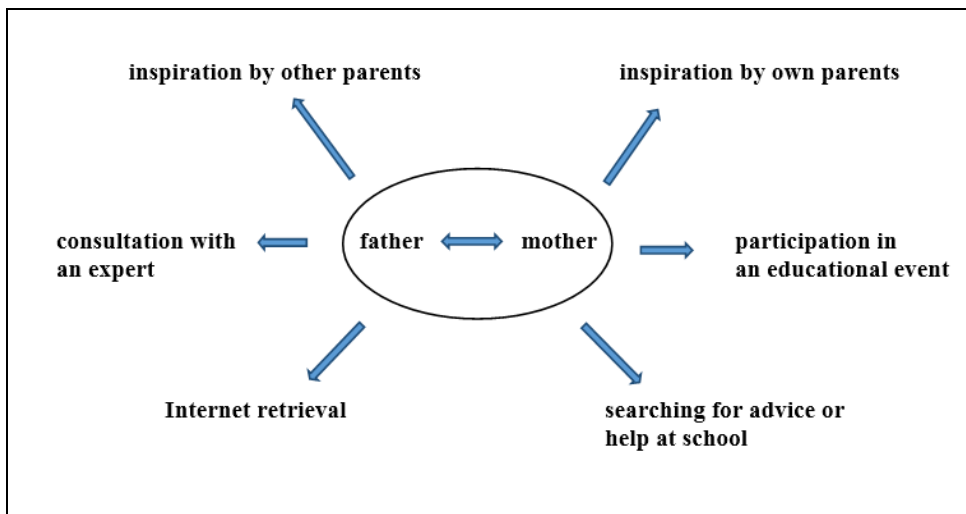 inspiration by other parents
inspiration by own parents
consultation with
an expert
father
mother
participation in
an educational event
Internet retrieval
searching for advice or
help at school